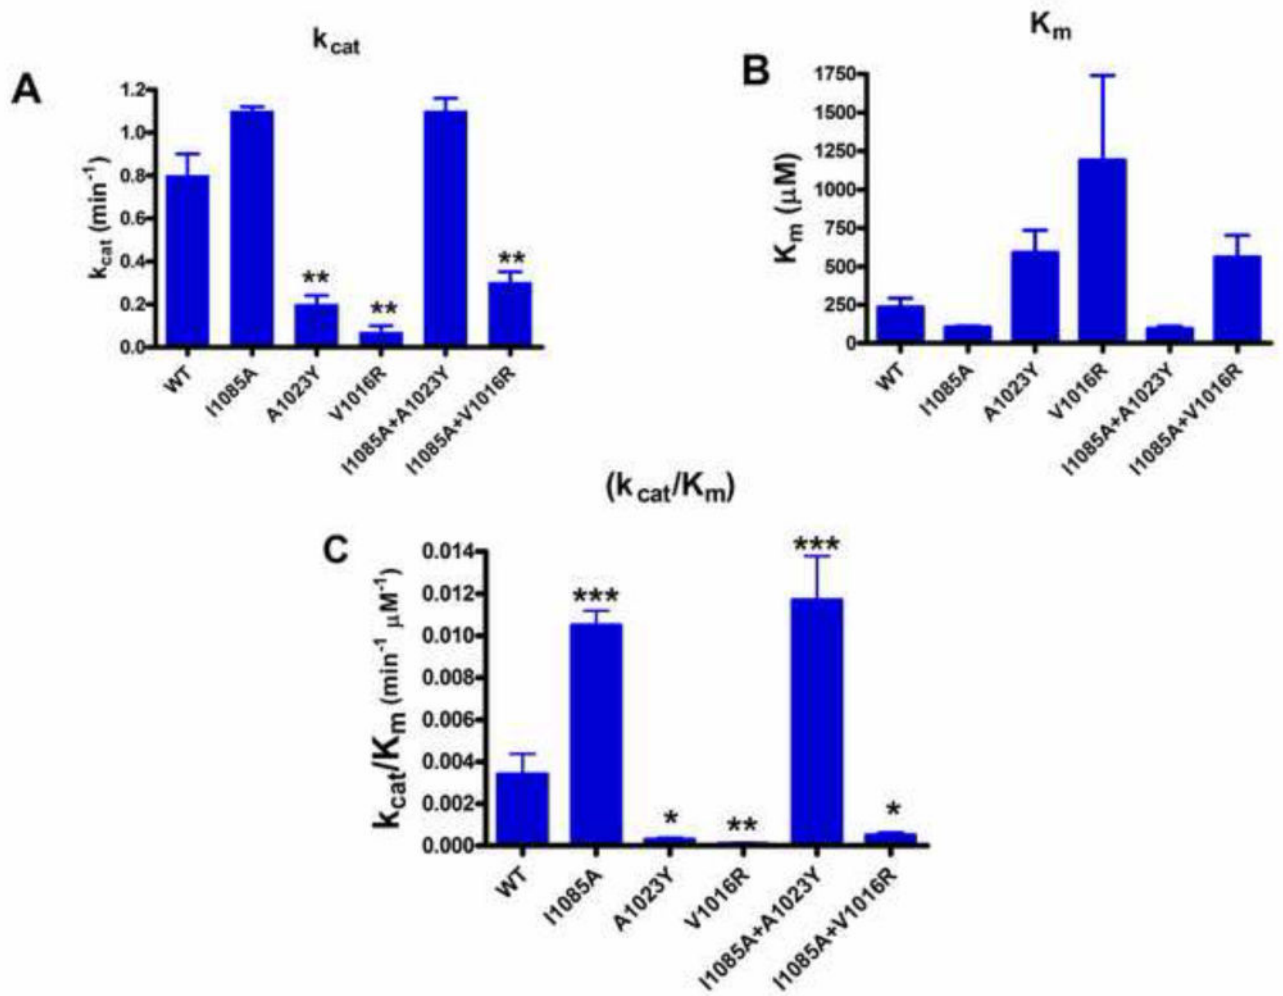 A
k cat
k cat (min-1)
1.2
1.0
0.8
0.6
0.4
0.2
0.0
**
**
**
WT
I1085A
A1023Y
V1016R
I1085A+A1023Y
I1085A+V1016R
B
Km
Km (μM)
1750
1500
1250
1000
750
500
250
0
WT
I1085A
A1023Y
V1016R
I1085A+A1023Y
I1085A+V1016R
C
(k cat/Km)
kcat/Km (min-1 μM-1)
0.014
0.012
0.010
0.008
0.006
0.004
0.002
0.000
***
*
**
***
*
WT
I1085A
A1023Y
V1016R
I1085A+A1023Y
I1085A+V1016R